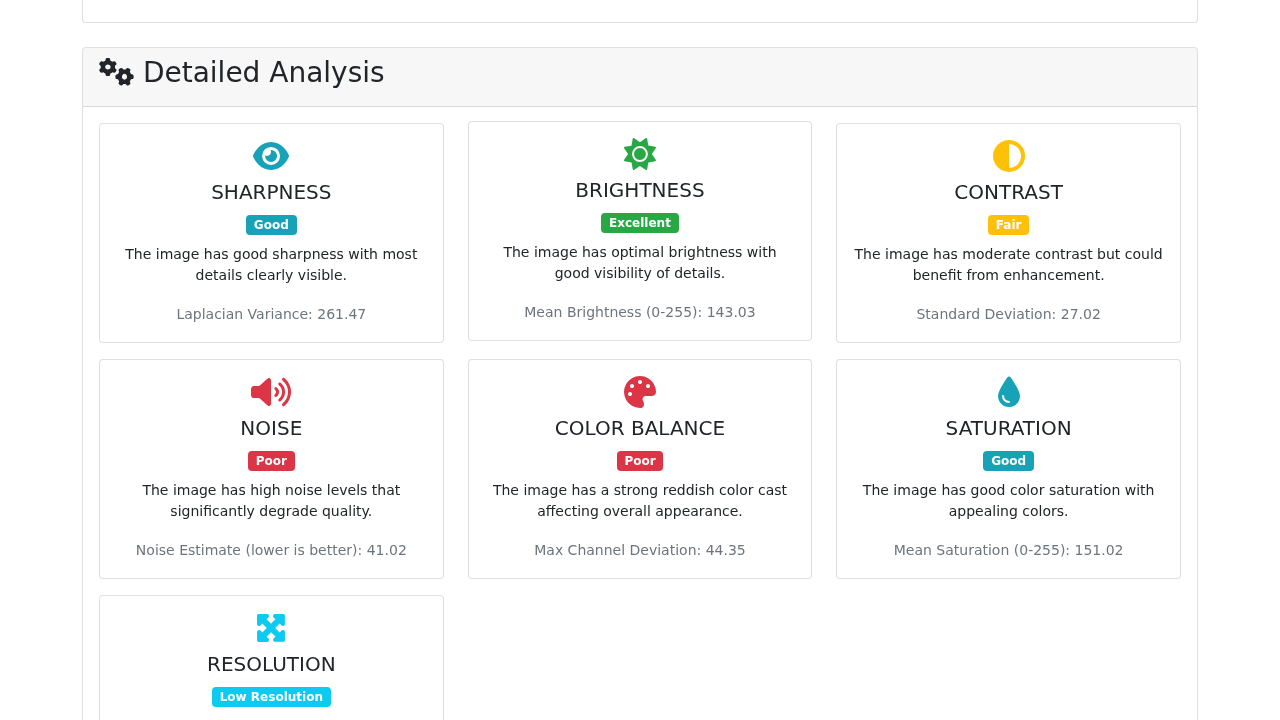 Detailed Analysis
SHARPNESS
Good
The image has good sharpness with most
details clearly visible.
Laplacian Variance: 261.47
BRIGHTNESS
Excellent
The image has optimal brightness with
good visibility of details.
Mean Brightness (0-255): 143.03
CONTRAST
Fair
The image has moderate contrast but could
benefit from enhancement.
Standard Deviation: 27.02
NOISE
Poor
The image has high noise levels that
significantly degrade quality.
Noise Estimate (lower is better): 41.02
COLOR BALANCE
Poor
The image has a strong reddish color cast
affecting overall appearance.
Max Channel Deviation: 44.35
SATURATION
Good
The image has good color saturation with
appealing colors.
Mean Saturation (0-255): 151.02
RESOLUTION
Low Resolution